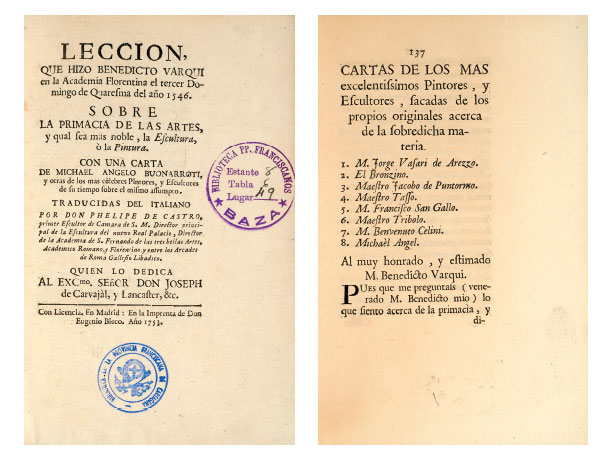 LECCION,
QUE HIZO BENEDICTO VARQUI
en la Academia Florentina el tercer Do-
mingo de Quaresma del año 1546.
SOBRE
LA PRIMACIA DE LAS ARTES,
y qual sea mas noble, la Escultura,
ò la Pintura.
CON UNA CARTA
DE MICHAEL ANGELO BUONARROTI,
y otras de los mas célebres Pintores, y Escultores
de su tiempo sobre el mismo assumpto.
TRADUCIDAS DEL ITALIANO
POR DON PHELIPE DE CASTRO,
primer Escultor de Camara de S. M. Director princi-
pal de la Escultura del nuevo Real Palacio, Director
de la Academia de S. Fernando de las tres bellas Artes,
Academico Romano, y Florentino, y entre los Arcades
de Roma Gallesio Libadico.
QUIEN LO DEDICA
AL EXCmo. SEÑOR DON JOSEPH
de Carvajàl, y Lancaster, &c.
Con Licencia, En Madrid: En la Imprenta de Don
Eugenio Bieco. Año 1753.
BIBLIOTECA PP. FRANCISCANOS
Estante 8
Tabla 6
Lugar 49
BAZA
DE LA PROVINCIA FRANCISCANA DE CARTAGENA
137
CARTAS DE LOS MAS
excelentissimos Pintores, y
Escultores, sacadas de los
propios originales acerca
de la sobredicha ma-
teria.
1. M. Jorge Vasari de Arezzo.
2. El Bronzino.
3. Maestro Jacobo de Puntormo.
4. Maestro Tasso.
5. M. Francisco San Gallo.
6. Maestro Tribolo.
7. M. Benvenuto Celini.
8. Michaèl Angel.
Al muy honrado, y estimado
M. Benedicto Varqui.
PUes que me preguntais (vene-
rado M. Benedicto mio) lo
que siento acerca de la primacia, y
di-